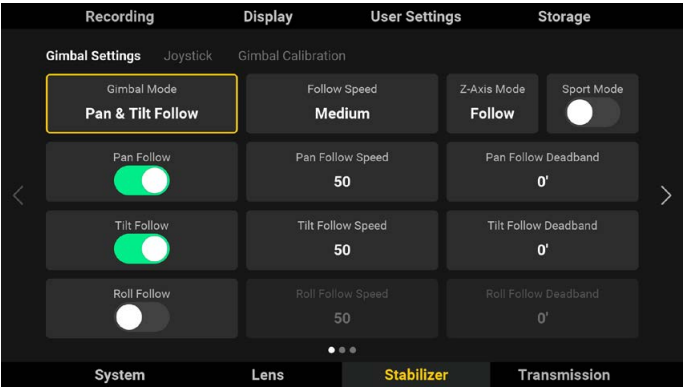 Recording Display User Settings Storage
Gimbal Settings Joystick Gimbal Calibration
Gimbal Mode Follow Speed Z-Axis Mode Sport Mode
Pan & Tilt Follow Medium Follow
Pan Follow Pan Follow Speed Pan Follow Deadband
50 0'
Tilt Follow Tilt Follow Speed Tilt Follow Deadband
50 0'
Roll Follow Roll Follow Speed Roll Follow Deadband
50 0'
System Lens Stabilizer Transmission